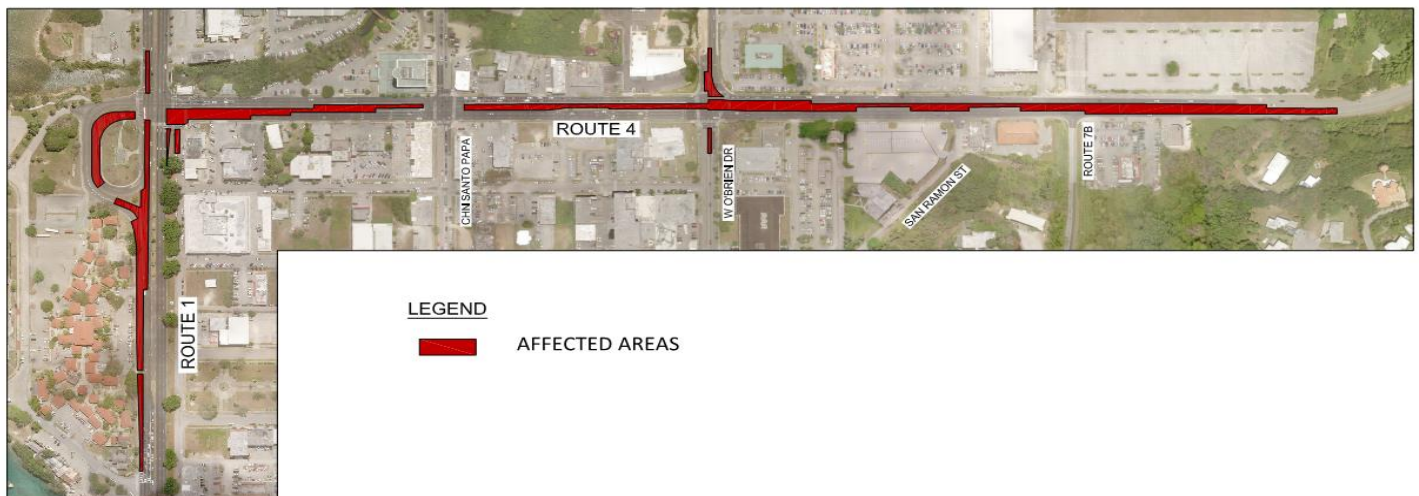 ROUTE 4
CHN SANTO PAPA
W O'BRIEN DR
SAN RAMON ST
ROUTE 7B
ROUTE 1
LEGEND
AFFECTED AREAS